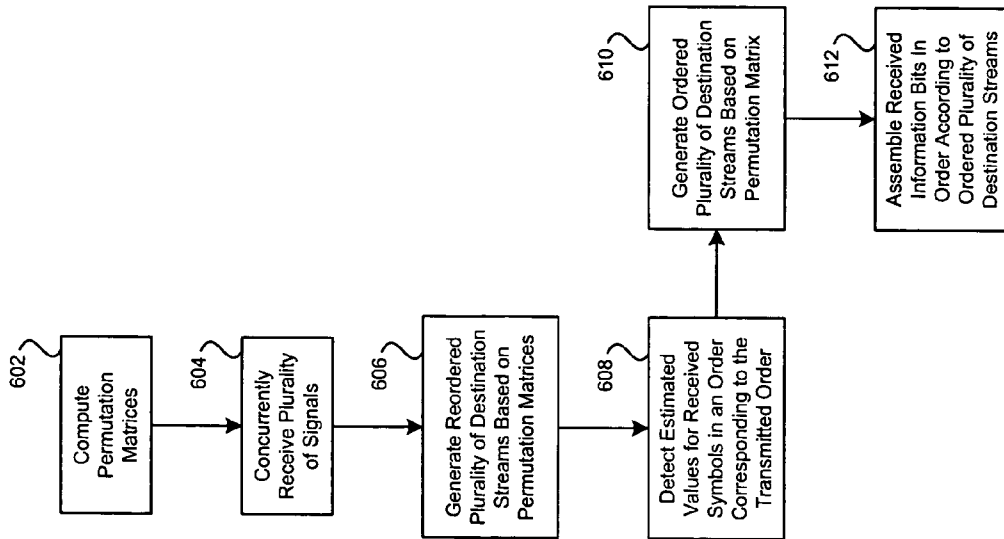 602
Compute
Permutation
Matrices
604
Concurrently
Receive Plurality
of Signals
606
Generate Reordered
Plurality of Destination
Streams Based on
Permutation Matrices
608
Detect Estimated
Values for Received
Symbols in an Order
Corresponding to the
Transmitted Order
610
Generate Ordered
Plurality of Destination
Streams Based on
Permutation Matrix
612
Assemble Received
Information Bits In
Order According to
Ordered Plurality of
Destination Streams